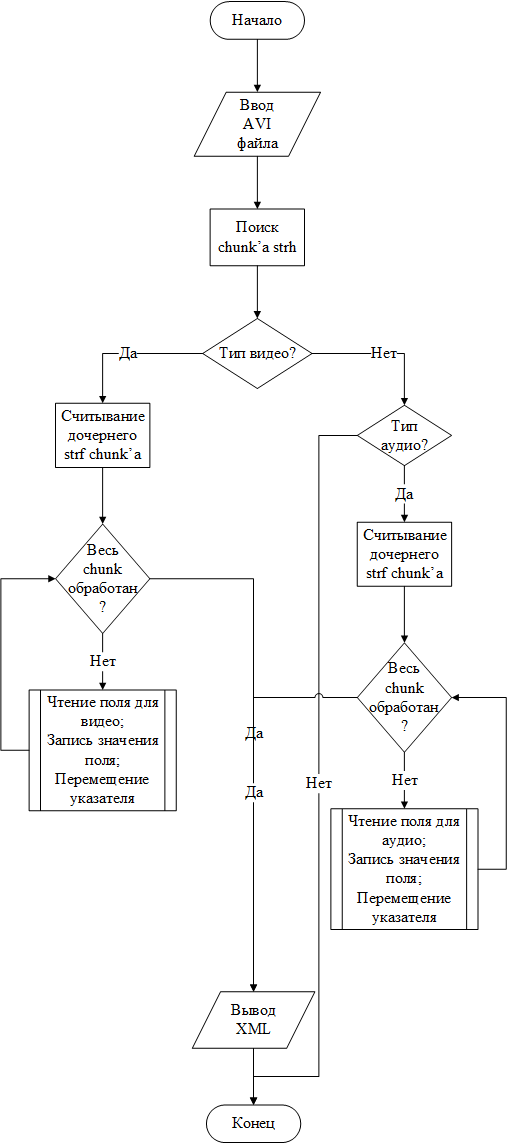 Начало
Ввод
AVI
файла
Поиск
chunk’а strh
Тип видео?
Да
Нет
Считывание
дочернего
strf chunk’а
Тип
аудио?
Да
Считывание
дочернего
strf chunk’а
Весь
chunk
обработан
?
Нет
Весь
chunk
обработан
?
Чтение поля для
видео;
Запись значения
поля;
Перемещение
указателя
Да
Да
Нет
Нет
Чтение поля для
аудио;
Запись значения
поля;
Перемещение
указателя
Вывод
XML
Конец